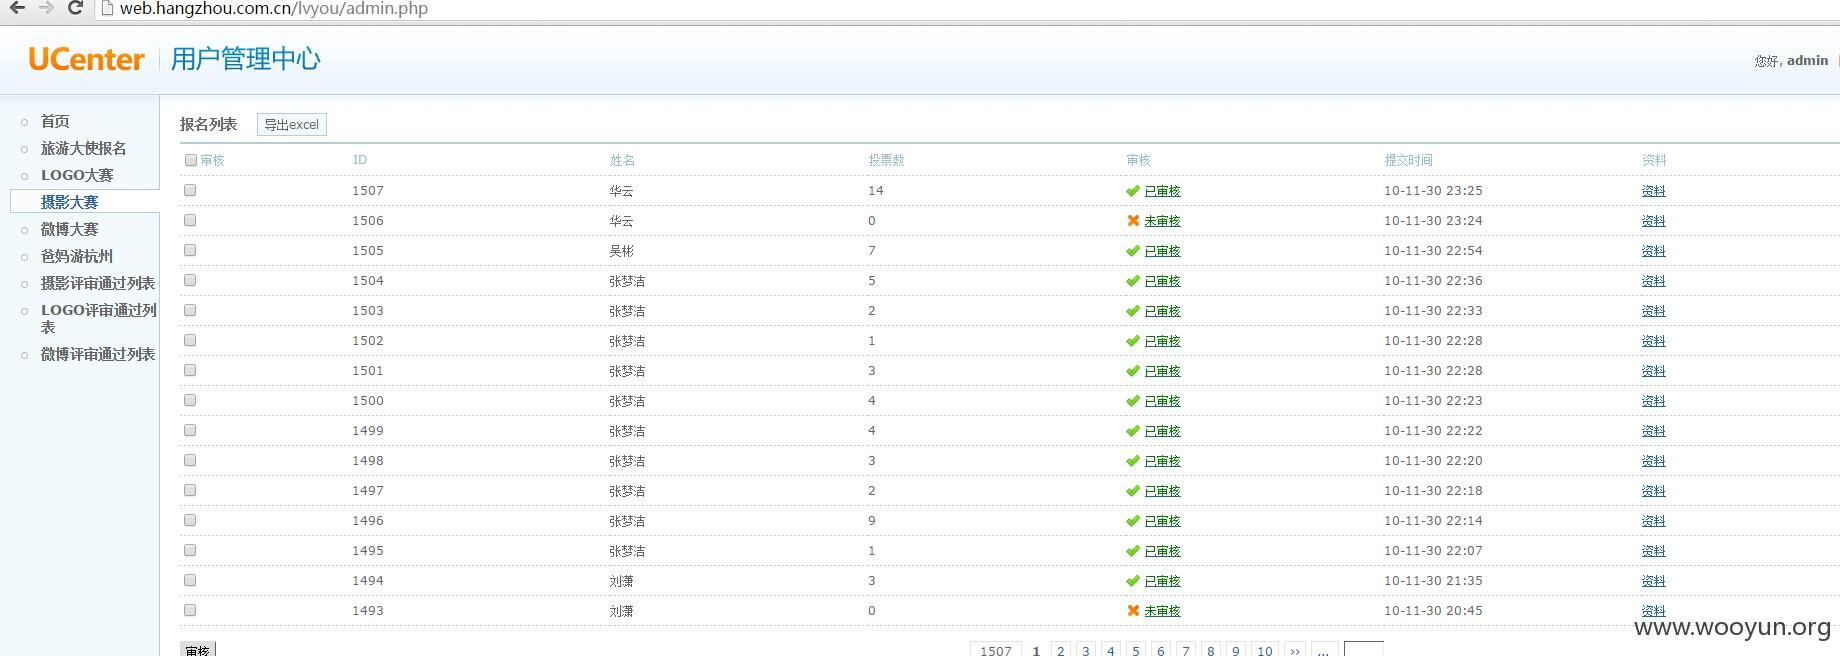 web.hangzhou.com.cn/lvyou/admin.php
UCenter 用户管理中心 您好, admin
首页
旅游大使报名
LOGO大赛
摄影大赛
微博大赛
爸妈游杭州
摄影评审通过列表
LOGO评审通过列
表
微博评审通过列表
报名列表 导出excel
审核 ID 姓名 投票数 审核 提交时间 资料
1507 华云 14 已审核 10-11-30 23:25 资料
1506 华云 0 未审核 10-11-30 23:24 资料
1505 吴彬 7 已审核 10-11-30 22:54 资料
1504 张梦洁 5 已审核 10-11-30 22:36 资料
1503 张梦洁 2 已审核 10-11-30 22:33 资料
1502 张梦洁 1 已审核 10-11-30 22:28 资料
1501 张梦洁 3 已审核 10-11-30 22:28 资料
1500 张梦洁 4 已审核 10-11-30 22:23 资料
1499 张梦洁 4 已审核 10-11-30 22:22 资料
1498 张梦洁 3 已审核 10-11-30 22:20 资料
1497 张梦洁 2 已审核 10-11-30 22:18 资料
1496 张梦洁 9 已审核 10-11-30 22:14 资料
1495 张梦洁 1 已审核 10-11-30 22:07 资料
1494 刘潇 3 已审核 10-11-30 21:35 资料
1493 刘潇 0 未审核 10-11-30 20:45 资料
审核 1507 1 2 3 4 5 6 7 8 9 10 ›› ...
www.wooyun.org